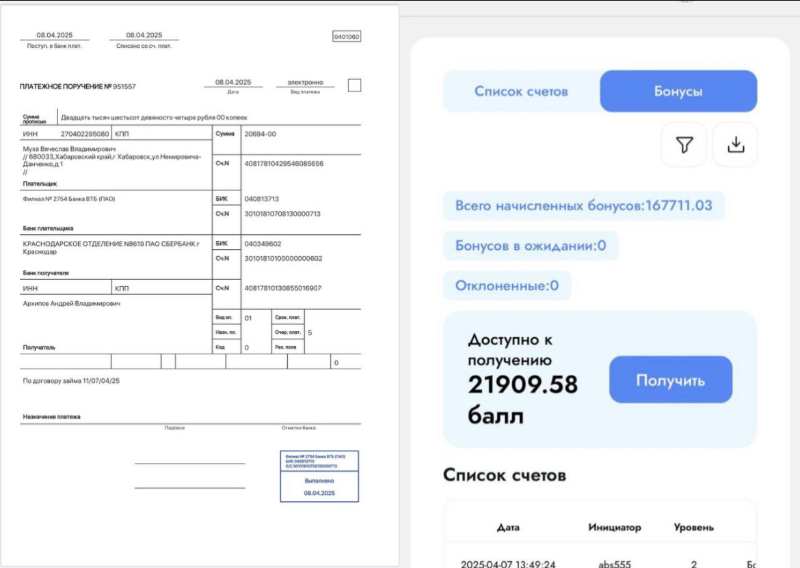 08.04.2025
08.04.2025
0401060
Поступ. в банк плат.
Списано со сч. плат.
ПЛАТЕЖНОЕ ПОРУЧЕНИЕ № 951557
08.04.2025
электронно
Дата
Вид платежа
Сумма прописью
Двадцать тысяч шестьсот девяносто четыре рубля 00 копеек
ИНН 270402295080
КПП
Сумма
20694-00
Муха Вячеслав Владимирович
// 680033,Хабаровский край,г Хабаровск,ул Немировича-
Данченко,д 1
//
Сч.N
40817810429546085656
Плательщик
Филиал № 2754 Банка ВТБ (ПАО)
БИК
040813713
Сч.N
30101810708130000713
Банк плательщика
КРАСНОДАРСКОЕ ОТДЕЛЕНИЕ N8619 ПАО СБЕРБАНК г
Краснодар
БИК
040349602
Сч.N
30101810100000000602
Банк получателя
ИНН
КПП
Сч.N
40817810130855016907
Архипов Андрей Владимирович
Вид оп.
01
Срок. плат.
Назн. пл.
Очер. плат.
5
Получатель
Код
0
Рез. поле
0
По договору займа 11/07/04/25
Назначение платежа
Подписи
Отметки банка
Филиал № 2754 Банка ВТБ (ПАО)
БИК 040813713
К/С 30101810708130000713
Выполнено
08.04.2025
Список счетов
Бонусы
Всего начисленных бонусов:167711.03
Бонусов в ожидании:0
Отклоненные:0
Доступно к
получению
21909.58
балл
Получить
Список счетов
Дата
Инициатор
Уровень
2025-04-07 13:49:24
abs555
2
Бо